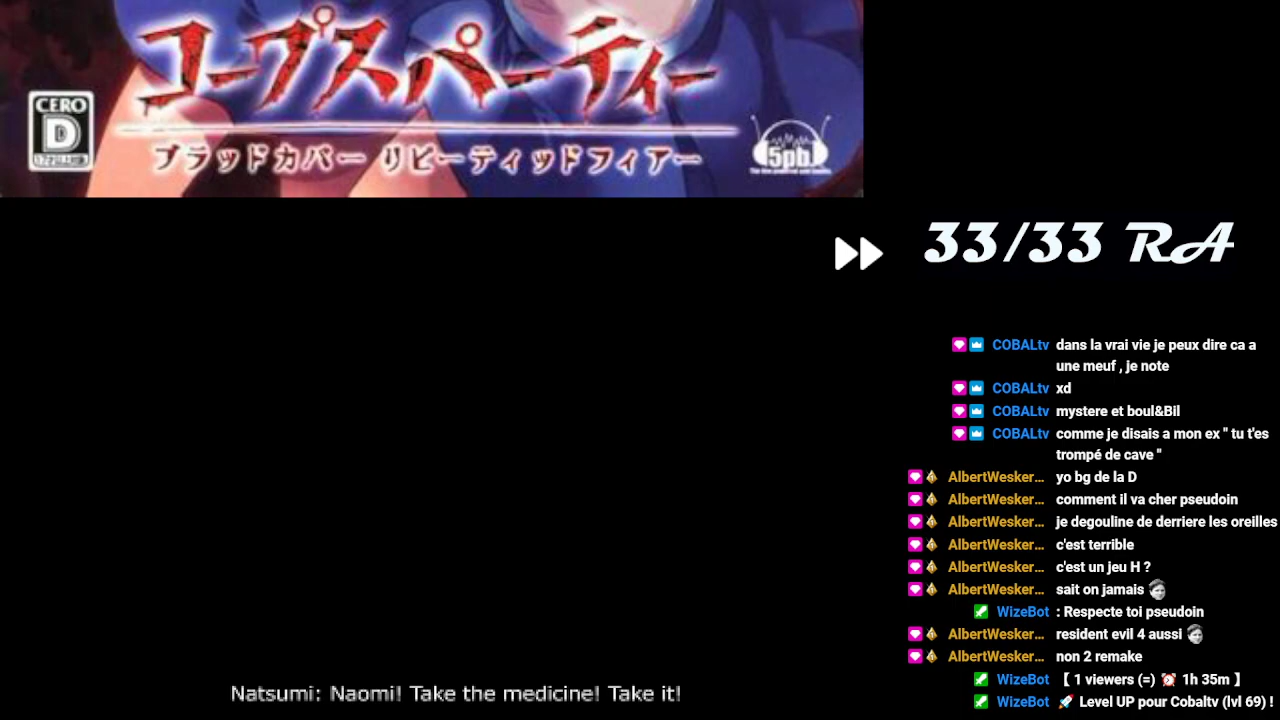 コープスパーティー
CERO
D
ブラッドカバー リピーティッドフィアー
5pb.
33/33 RA
COBALtv dans la vrai vie je peux dire ca a
une meuf , je note
COBALtv xd
COBALtv mystere et boul&Bil
COBALtv comme je disais a mon ex " tu t'es
trompé de cave "
AlbertWesker... yo bg de la D
AlbertWesker... comment il va cher pseudoin
AlbertWesker... je degouline de derriere les oreilles
AlbertWesker... c'est terrible
AlbertWesker... c'est un jeu H ?
AlbertWesker... sait on jamais
WizeBot : Respecte toi pseudoin
AlbertWesker... resident evil 4 aussi
AlbertWesker... non 2 remake
WizeBot 【 1 viewers (=) ⏰ 1h 35m 】
WizeBot 🚀 Level UP pour Cobaltv (lvl 69) !
Natsumi: Naomi! Take the medicine! Take it!